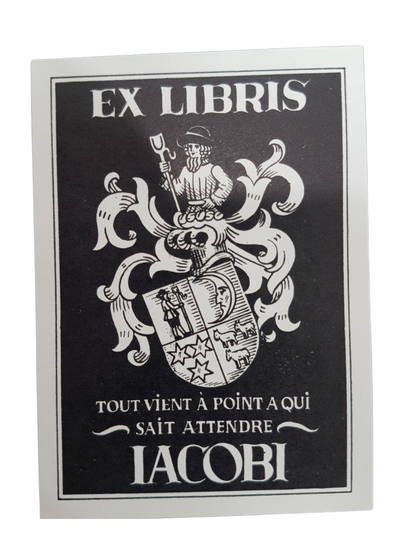 EX LIBRIS
TOUT VIENT À POINT A QUI
SAIT ATTENDRE
IACOBI